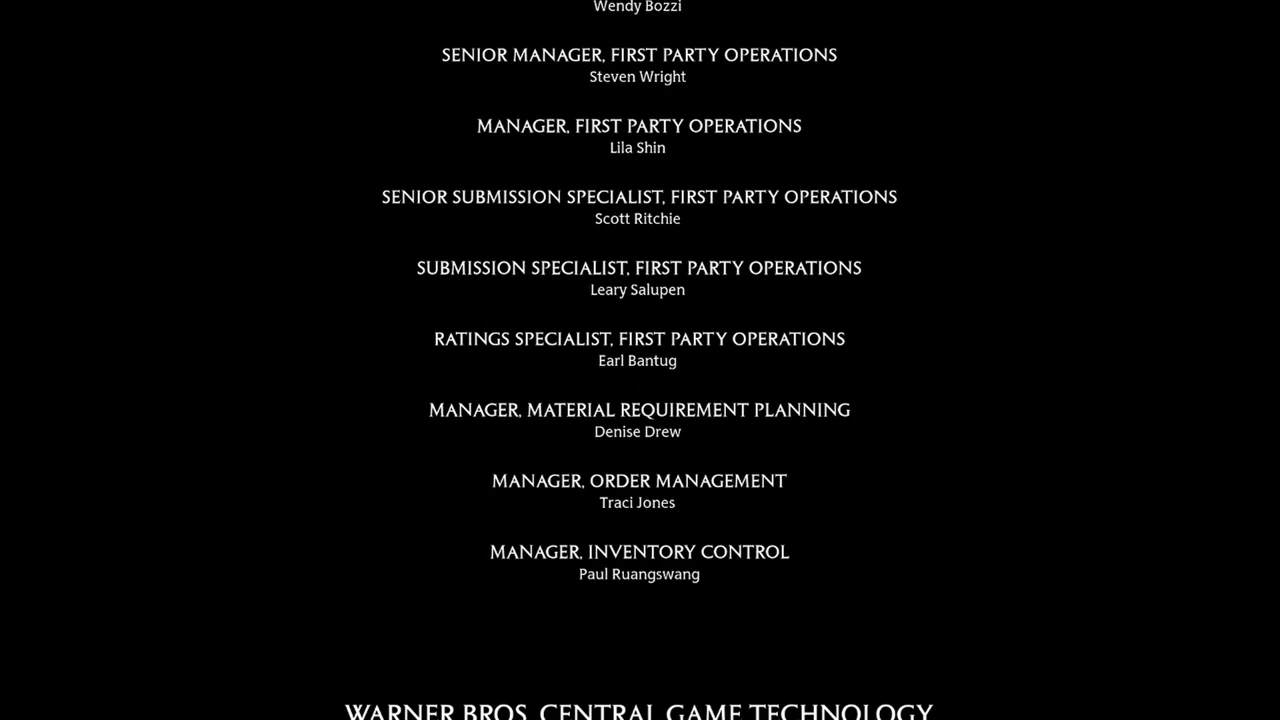 Wendy Bozzi
SENIOR MANAGER, FIRST PARTY OPERATIONS
Steven Wright
MANAGER, FIRST PARTY OPERATIONS
Lila Shin
SENIOR SUBMISSION SPECIALIST, FIRST PARTY OPERATIONS
Scott Ritchie
SUBMISSION SPECIALIST, FIRST PARTY OPERATIONS
Leary Salupen
RATINGS SPECIALIST, FIRST PARTY OPERATIONS
Earl Bantug
MANAGER, MATERIAL REQUIREMENT PLANNING
Denise Drew
MANAGER, ORDER MANAGEMENT
Traci Jones
MANAGER, INVENTORY CONTROL
Paul Ruangswang
WARNER BROS. CENTRAL GAME TECHNOLOGY